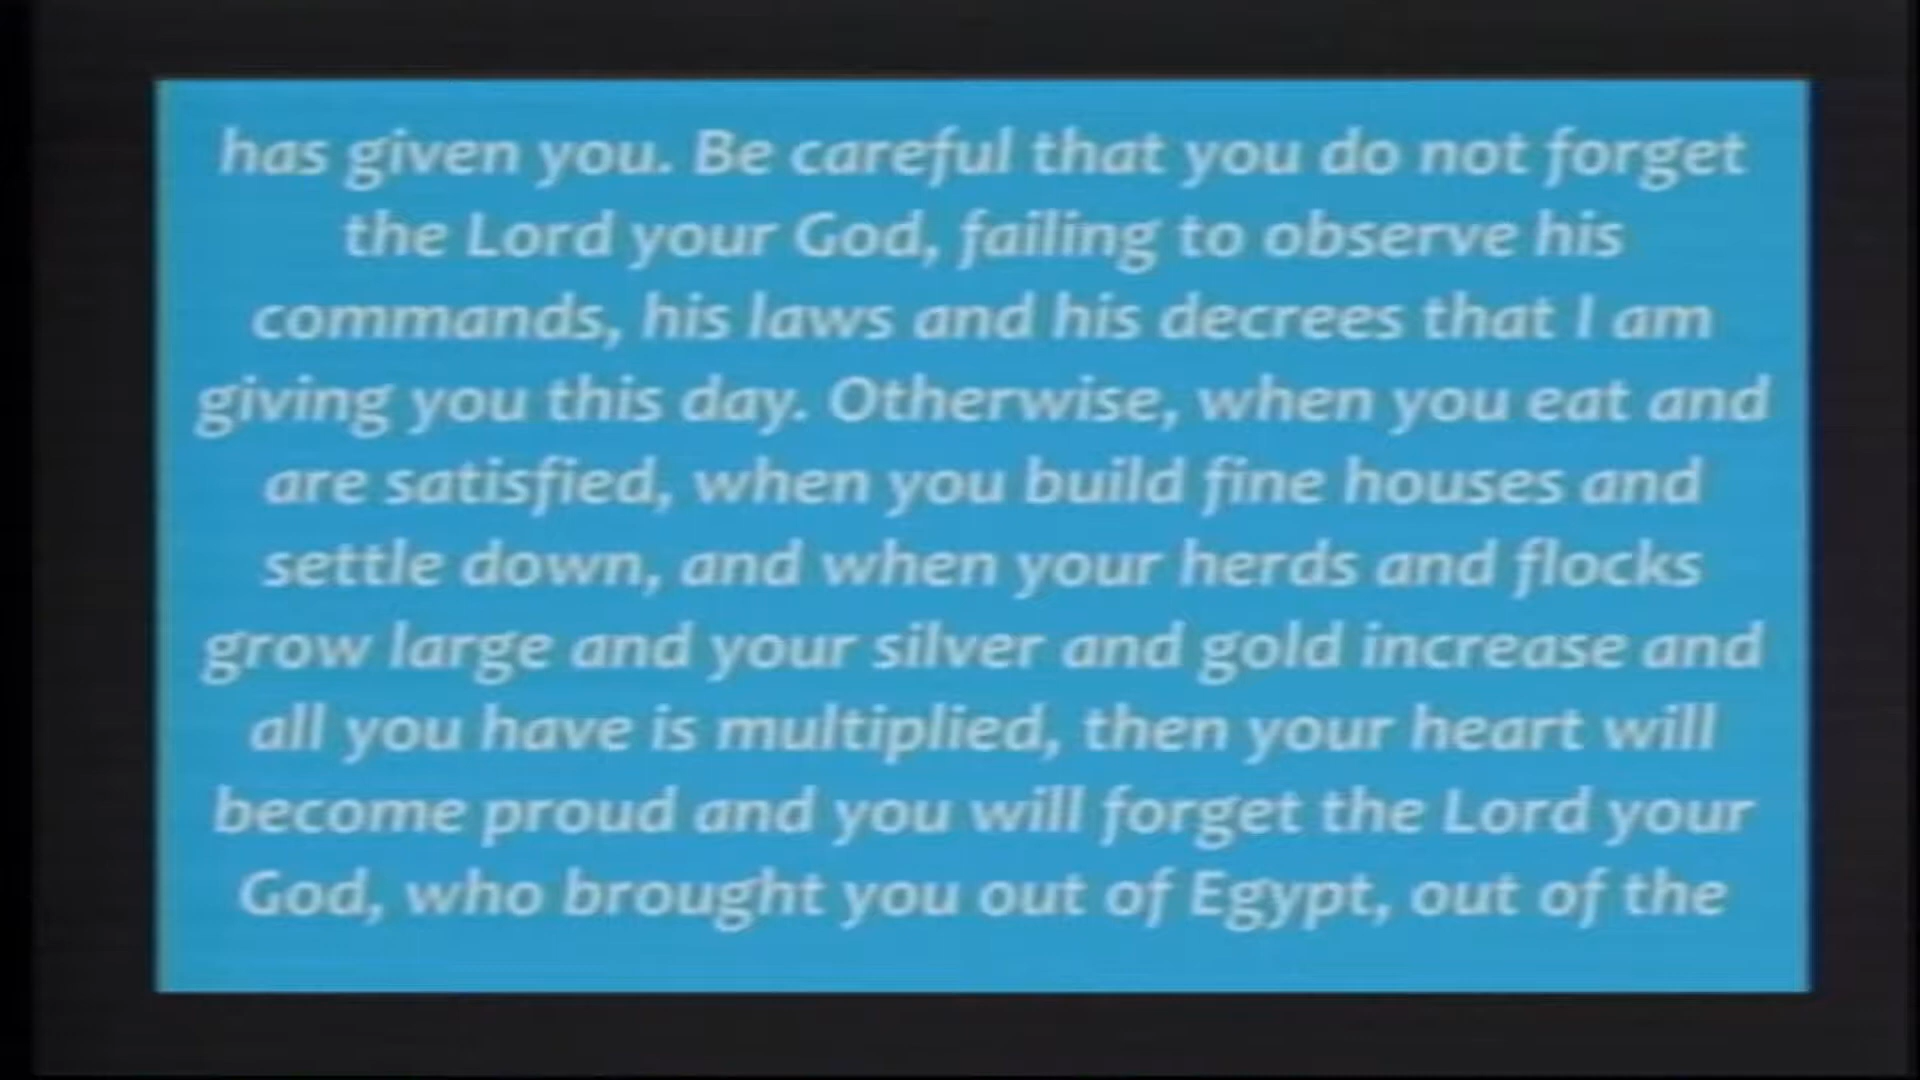 has given you. Be careful that you do not forget
the Lord your God, failing to observe his
commands, his laws and his decrees that I am
giving you this day. Otherwise, when you eat and
are satisfied, when you build fine houses and
settle down, and when your herds and flocks
grow large and your silver and gold increase and
all you have is multiplied, then your heart will
become proud and you will forget the Lord your
God, who brought you out of Egypt, out of the